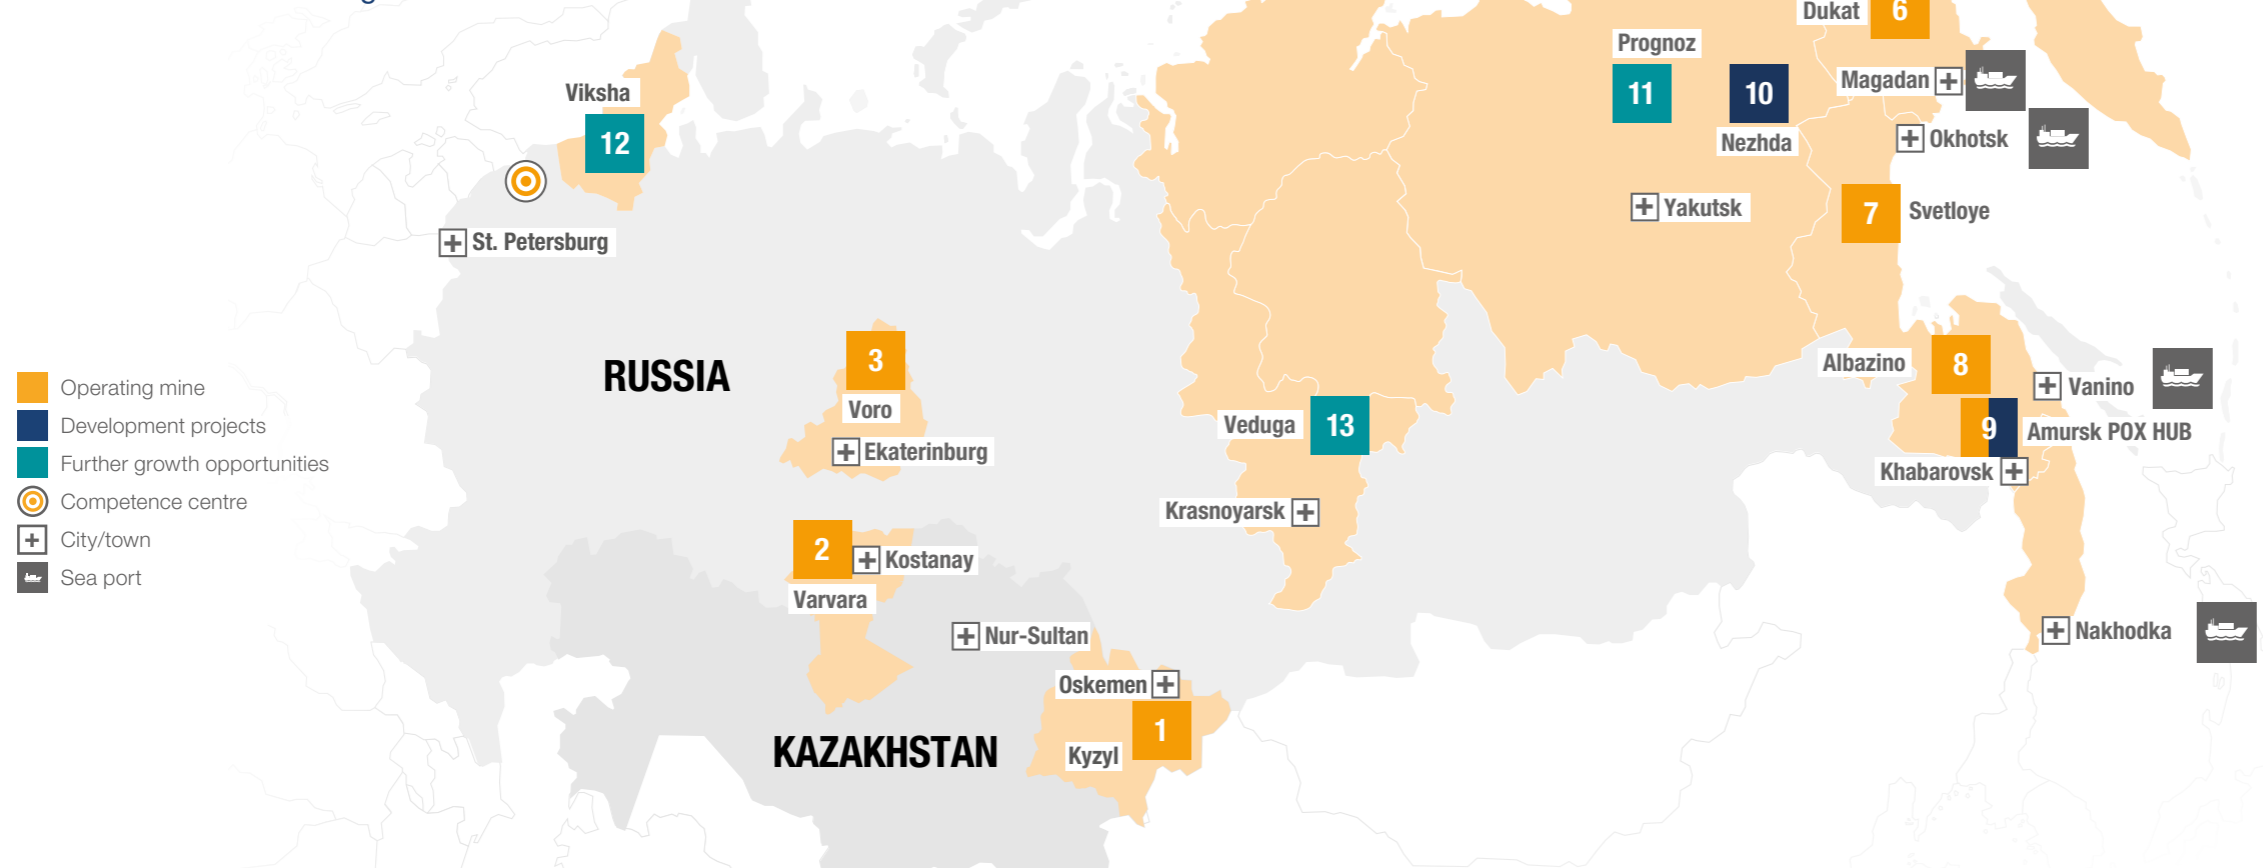 Dukat
6
Prognoz
11
10
Nezhda
Magadan
Okhotsk
Viksha
12
Yakutsk
7
Svetloye
St. Petersburg
RUSSIA
3
Voro
Ekaterinburg
Albazino
8
Vanino
Veduga
13
9
Amursk POX HUB
Khabarovsk
Krasnoyarsk
2
Kostanay
Varvara
Nur-Sultan
Nakhodka
Oskemen
1
Kyzyl
KAZAKHSTAN
Operating mine
Development projects
Further growth opportunities
Competence centre
City/town
Sea port